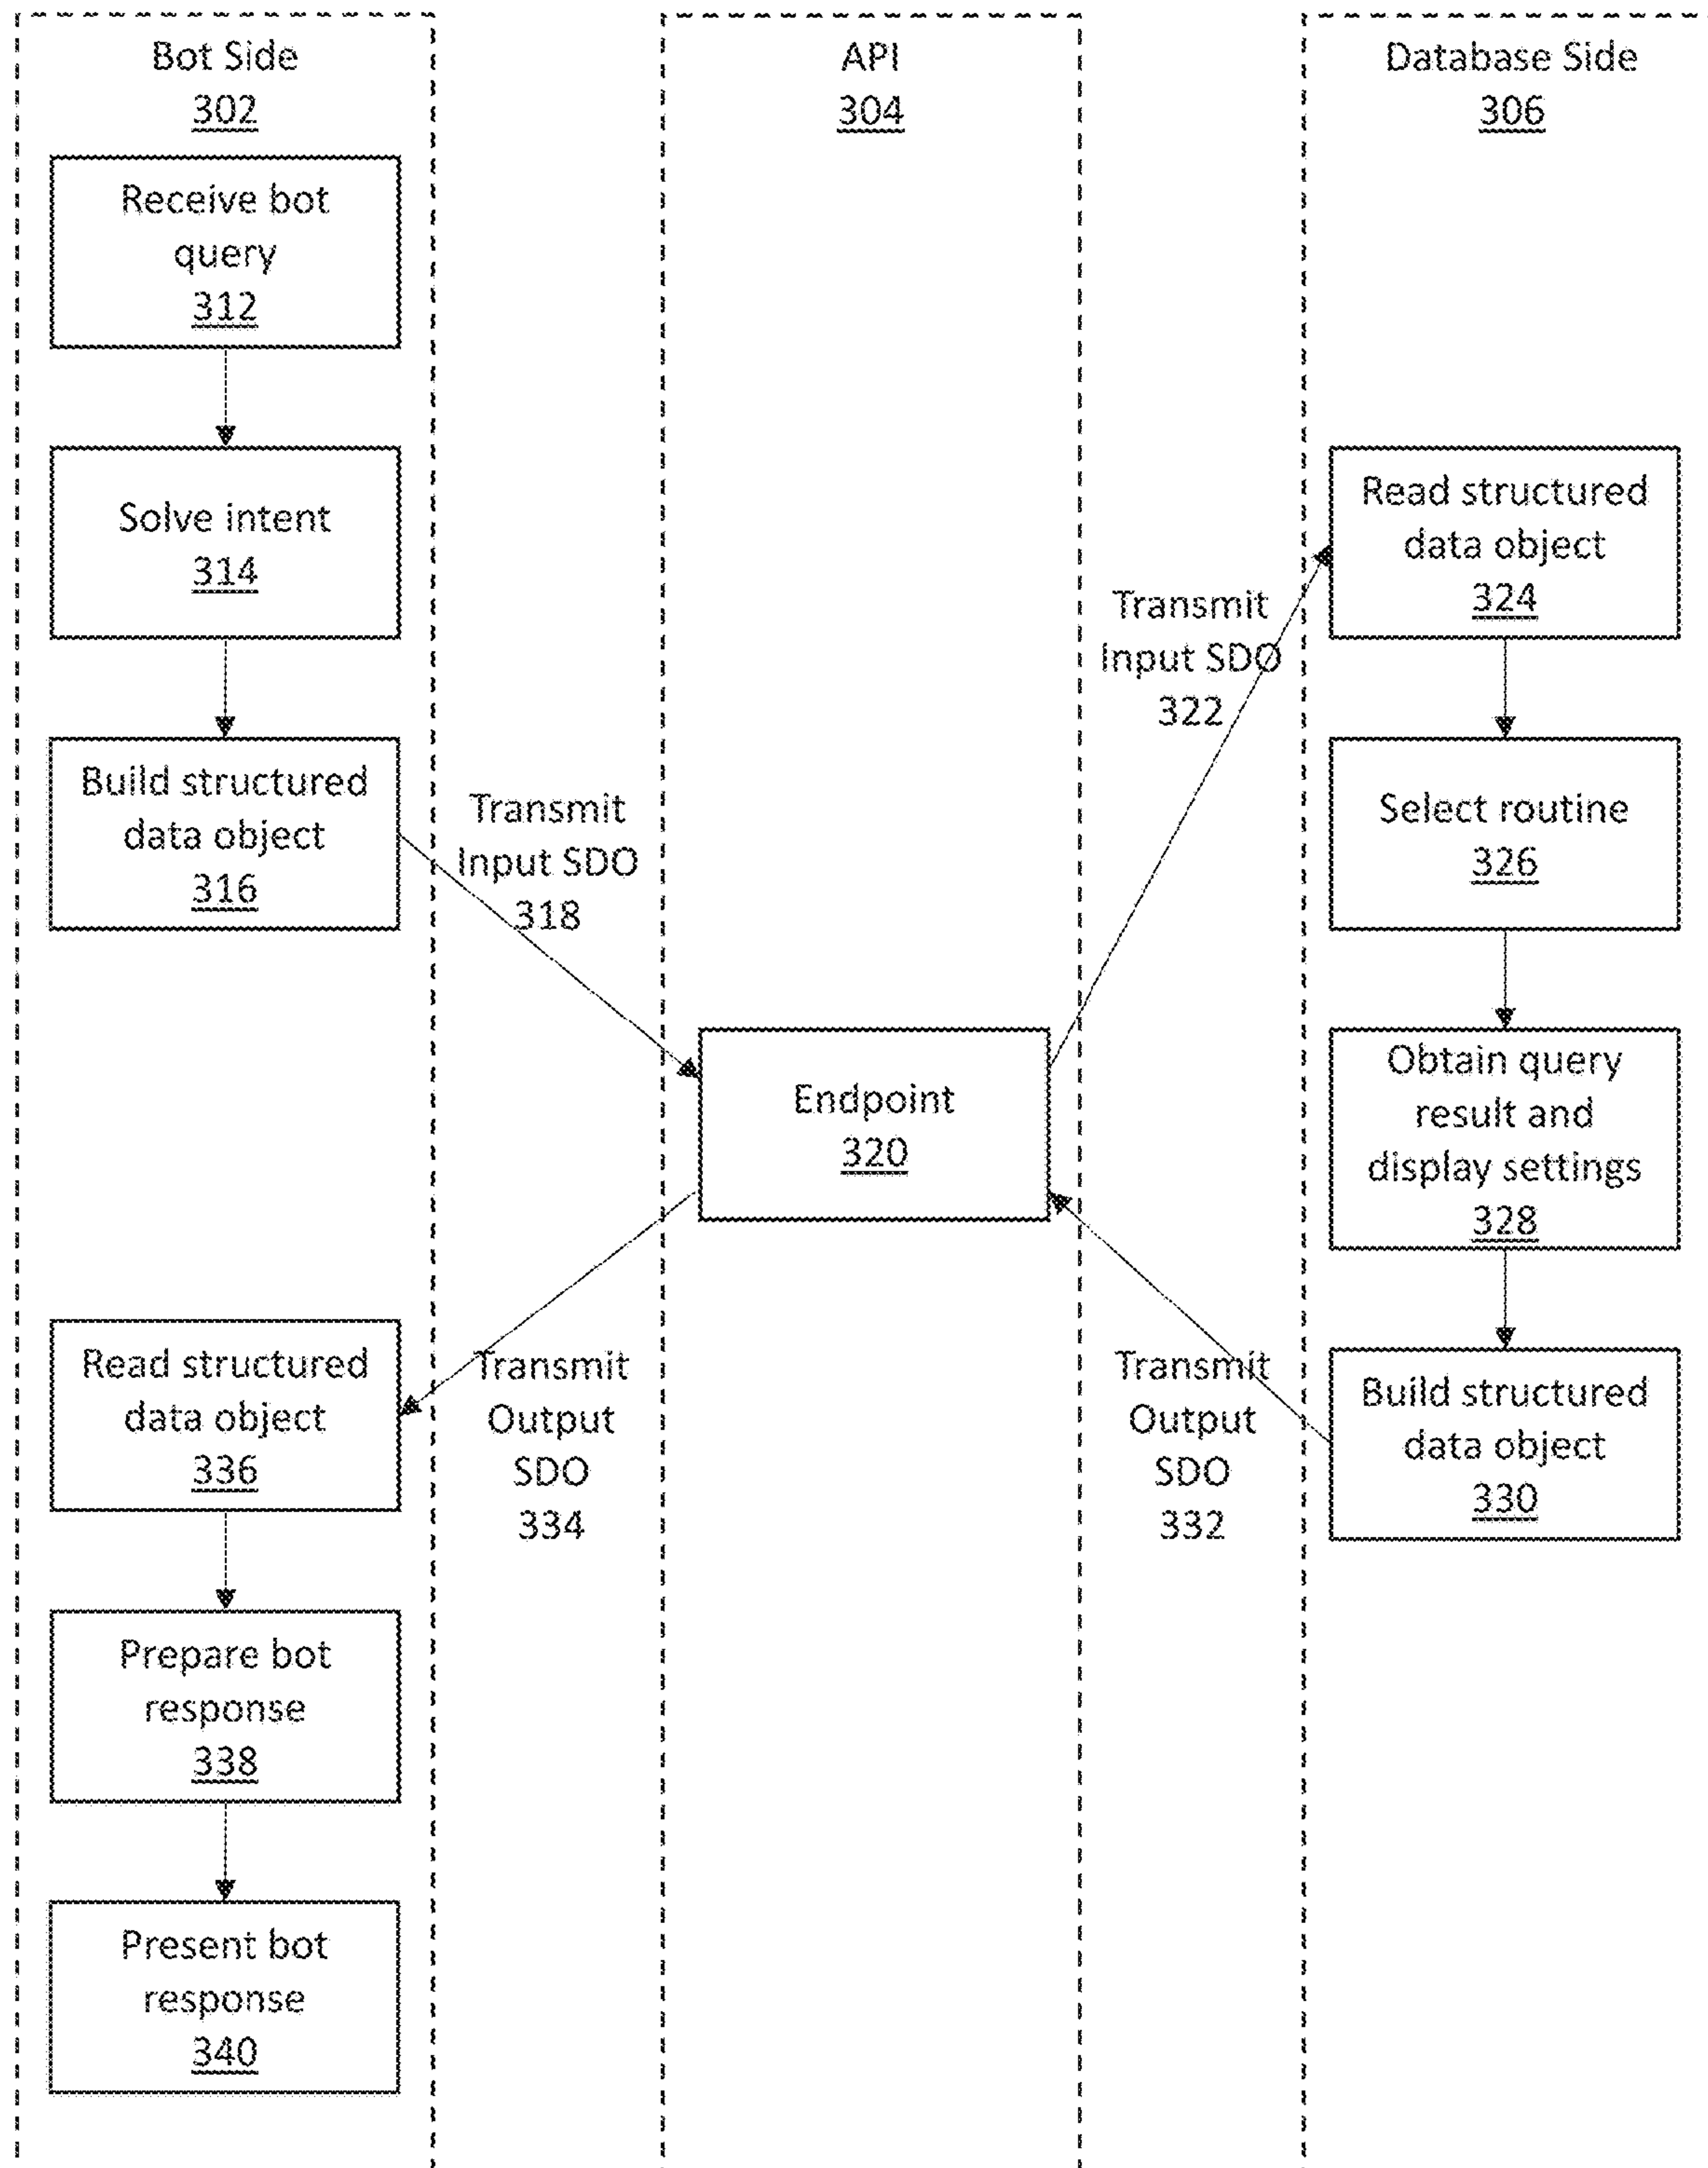 Bot Side
302
API
304
Database Side
306
Receive bot
query
312
Solve intent
314
Build structured
data object
316
Transmit
Input SDO
318
Endpoint
320
Transmit
Input SDO
322
Read structured
data object
324
Select routine
326
Obtain query
result and
display settings
328
Build structured
data object
330
Transmit
Output
SDO
332
Transmit
Output
SDO
334
Read structured
data object
336
Prepare bot
response
338
Present bot
response
340